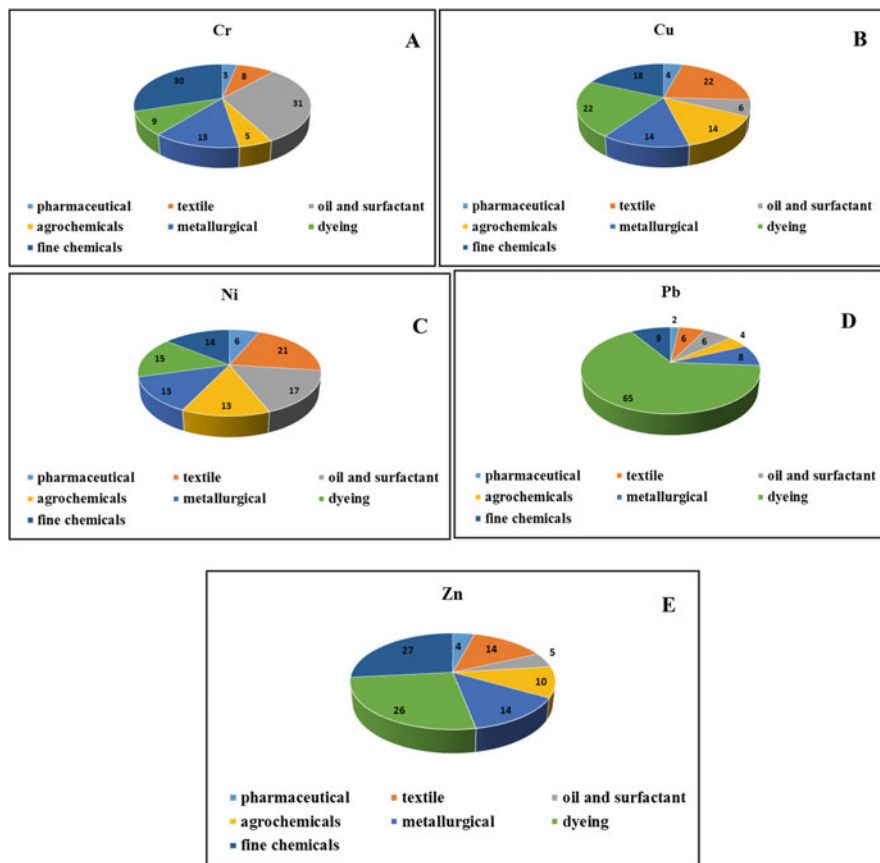 Cr
A
3
8
31
5
13
9
30
pharmaceutical textile oil and surfactant
agrochemicals metallurgical dyeing
fine chemicals
Cu
B
4
22
6
14
14
22
18
pharmaceutical textile oil and surfactant
agrochemicals metallurgical dyeing
fine chemicals
Ni
C
6
21
17
13
13
15
14
pharmaceutical textile oil and surfactant
agrochemicals metallurgical dyeing
fine chemicals
Pb
D
2
6
6
4
8
65
9
pharmaceutical textile oil and surfactant
agrochemicals metallurgical dyeing
fine chemicals
Zn
E
4
14
5
10
14
26
27
pharmaceutical textile oil and surfactant
agrochemicals metallurgical dyeing
fine chemicals